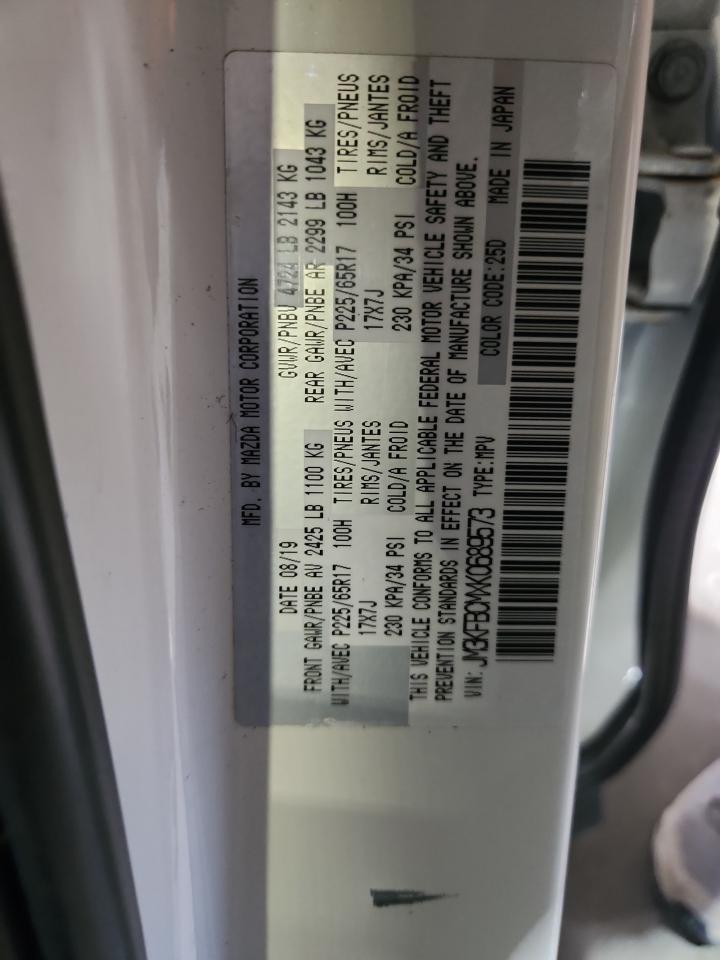 MFD. BY MAZDA MOTOR CORPORATION
DATE 08/19 GVWR/PNBV 4724 LB 2143 KG
FRONT GAWR/PNBE AV 2425 LB 1100 KG REAR GAWR/PNBE AR 2299 LB 1043 KG
WITH/AVEC P225/65R17 100H TIRES/PNEUS WITH/AVEC P225/65R17 100H TIRES/PNEUS
17X7J RIMS/JANTES 17X7J RIMS/JANTES
230 KPA/34 PSI COLD/A FROID 230 KPA/34 PSI COLD/A FROID
THIS VEHICLE CONFORMS TO ALL APPLICABLE FEDERAL MOTOR VEHICLE SAFETY AND THEFT
PREVENTION STANDARDS IN EFFECT ON THE DATE OF MANUFACTURE SHOWN ABOVE.
VIN: JM3KFBCMXK0689573 TYPE:MPV COLOR CODE:25D MADE IN JAPAN